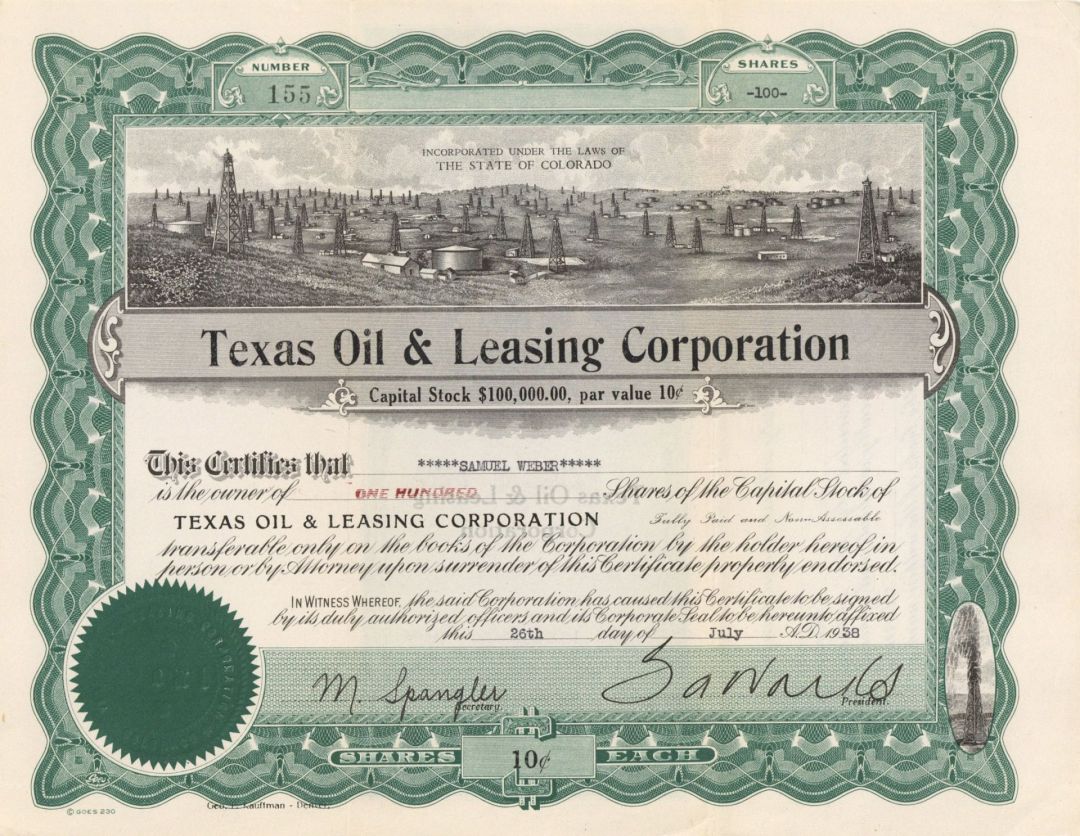 NUMBER
155
SHARES
-100-
INCORPORATED UNDER THE LAWS OF
THE STATE OF COLORADO
Texas Oil & Leasing Corporation
Capital Stock $100,000.00, par value 10¢
This Certifies that *****SAMUEL WEBER*****
is the owner of ONE HUNDRED Shares of the Capital Stock of
TEXAS OIL & LEASING CORPORATION Fully Paid and Non-Assessable
transferable only on the books of the Corporation by the holder hereof in
person or by Attorney upon surrender of this Certificate properly endorsed.
IN WITNESS WHEREOF, the said Corporation has caused this Certificate to be signed
by its duly authorized officers and its Corporate Seal to be hereunto affixed
this 26th day of July A.D. 1938
M. Spangler
Secretary.
President.
SHARES 10¢ EACH
Geo. F. Kauffman - Denver
© GOES 230